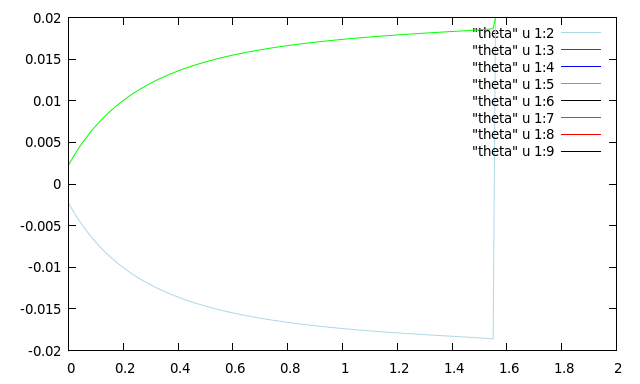 0.02
0.015
0.01
0.005
0
-0.005
-0.01
-0.015
-0.02
0 0.2 0.4 0.6 0.8 1 1.2 1.4 1.6 1.8 2
"theta" u 1:2
"theta" u 1:3
"theta" u 1:4
"theta" u 1:5
"theta" u 1:6
"theta" u 1:7
"theta" u 1:8
"theta" u 1:9